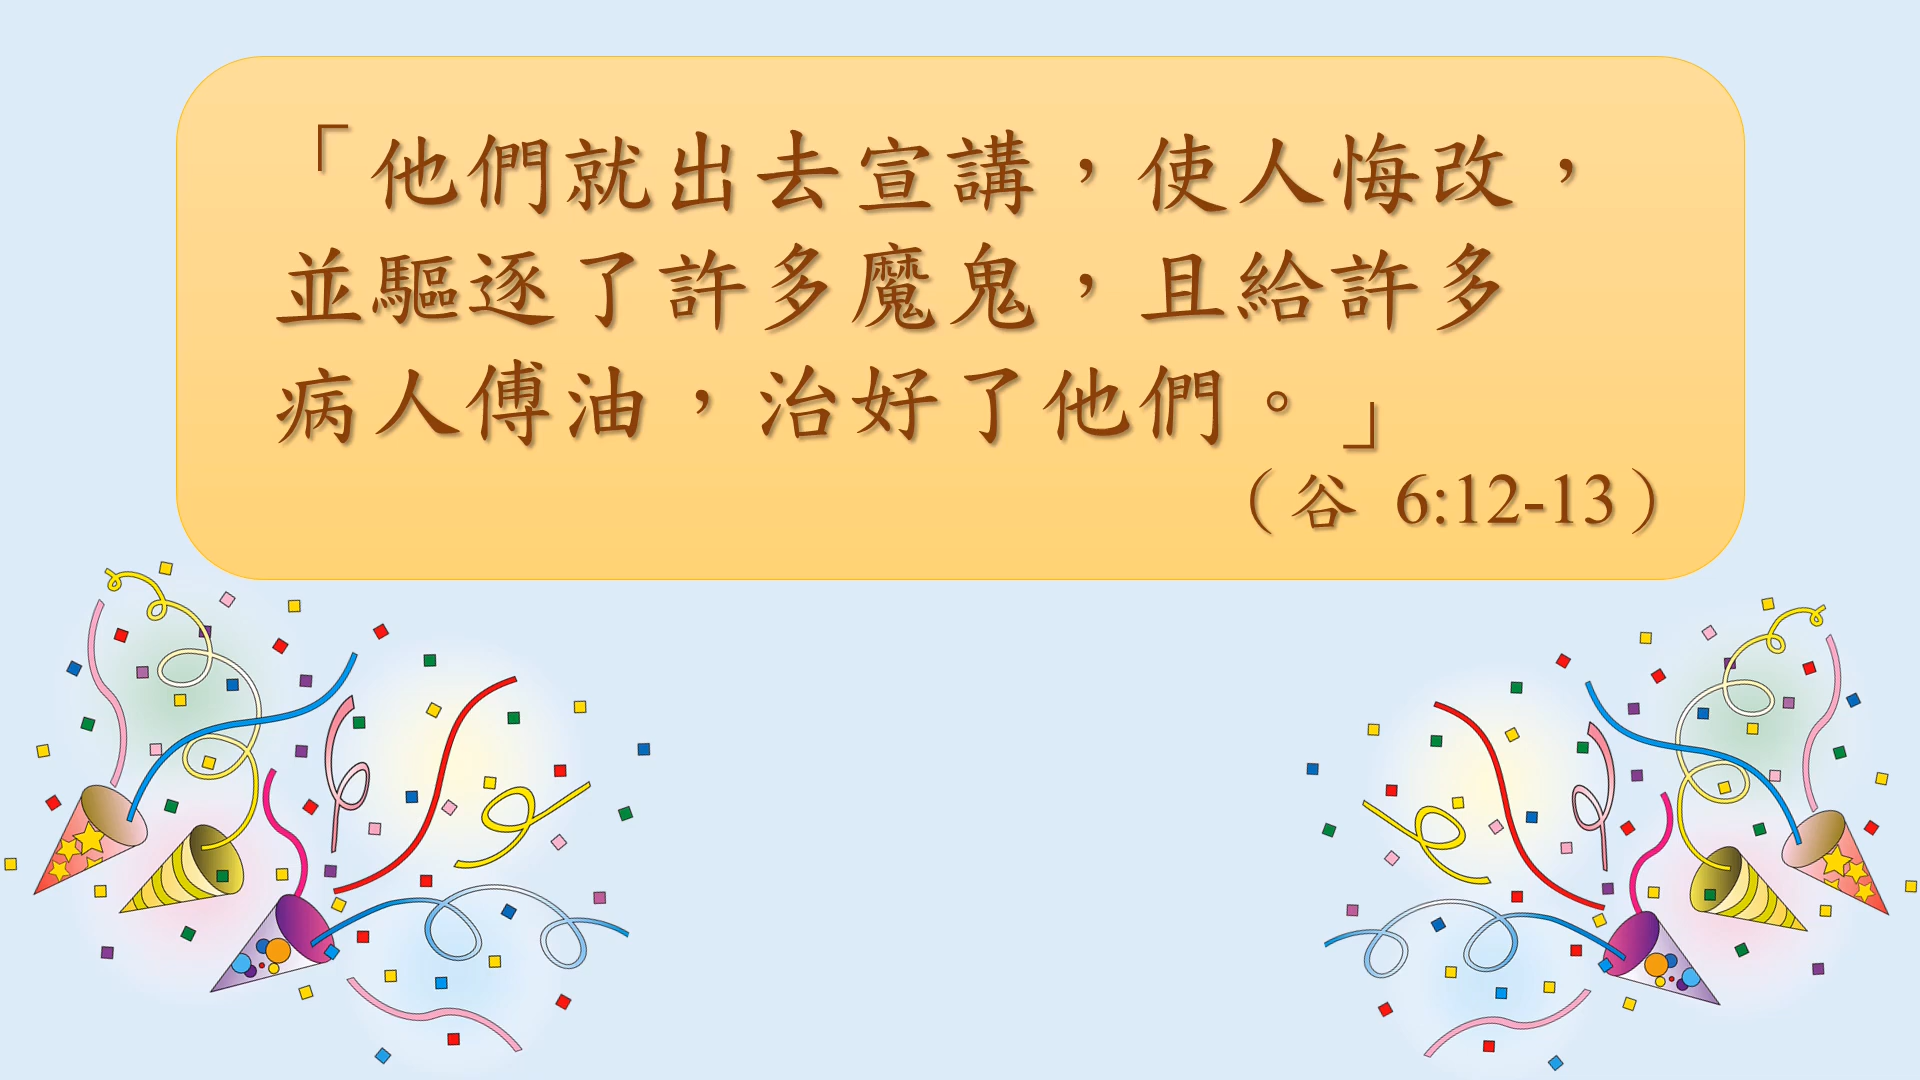 「他們就出去宣講，使人悔改，
並驅逐了許多魔鬼，且給許多
病人傅油，治好了他們。」
（谷 6:12-13）